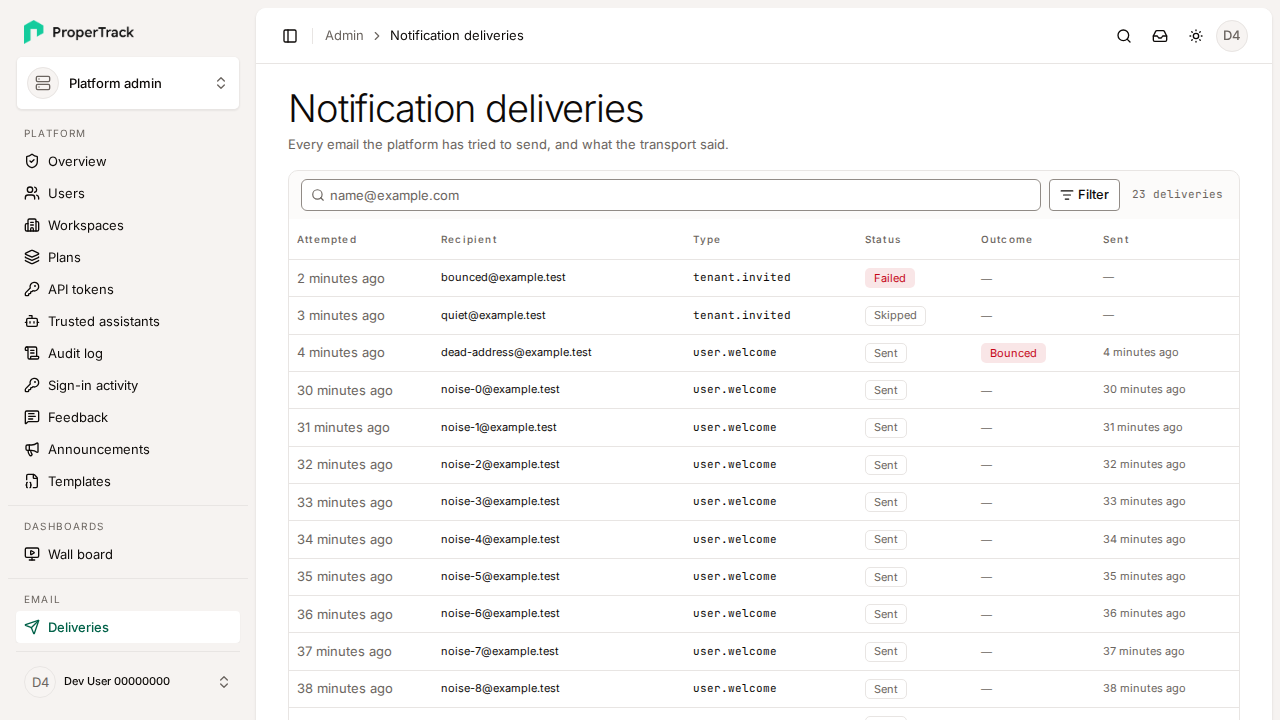 ProperTrack
Platform admin
PLATFORM
Overview
Users
Workspaces
Plans
API tokens
Trusted assistants
Audit log
Sign-in activity
Feedback
Announcements
Templates
DASHBOARDS
Wall board
EMAIL
Deliveries
D4 Dev User 00000000
Admin > Notification deliveries
D4
Notification deliveries
Every email the platform has tried to send, and what the transport said.
name@example.com Filter 23 deliveries
Attempted Recipient Type Status Outcome Sent
2 minutes ago bounced@example.test tenant.invited Failed — —
3 minutes ago quiet@example.test tenant.invited Skipped — —
4 minutes ago dead-address@example.test user.welcome Sent Bounced 4 minutes ago
30 minutes ago noise-0@example.test user.welcome Sent — 30 minutes ago
31 minutes ago noise-1@example.test user.welcome Sent — 31 minutes ago
32 minutes ago noise-2@example.test user.welcome Sent — 32 minutes ago
33 minutes ago noise-3@example.test user.welcome Sent — 33 minutes ago
34 minutes ago noise-4@example.test user.welcome Sent — 34 minutes ago
35 minutes ago noise-5@example.test user.welcome Sent — 35 minutes ago
36 minutes ago noise-6@example.test user.welcome Sent — 36 minutes ago
37 minutes ago noise-7@example.test user.welcome Sent — 37 minutes ago
38 minutes ago noise-8@example.test user.welcome Sent — 38 minutes ago